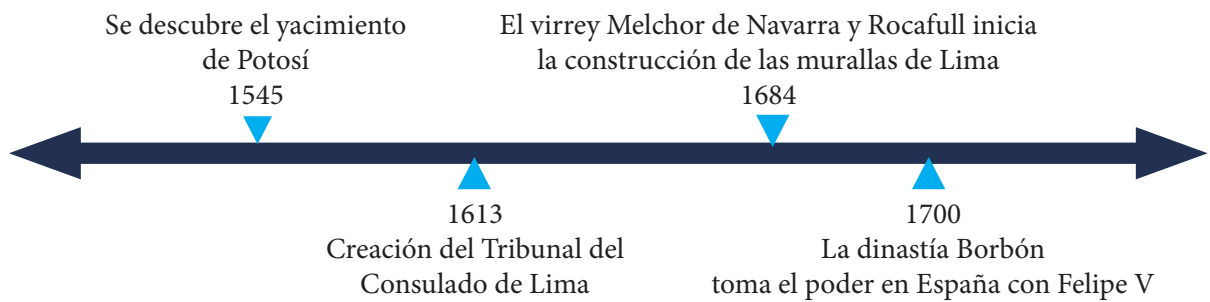 Se descubre el yacimiento
de Potosí
1545
El virrey Melchor de Navarra y Rocafull inicia
la construcción de las murallas de Lima
1684
1613
Creación del Tribunal del
Consulado de Lima
1700
La dinastía Borbón
toma el poder en España con Felipe V